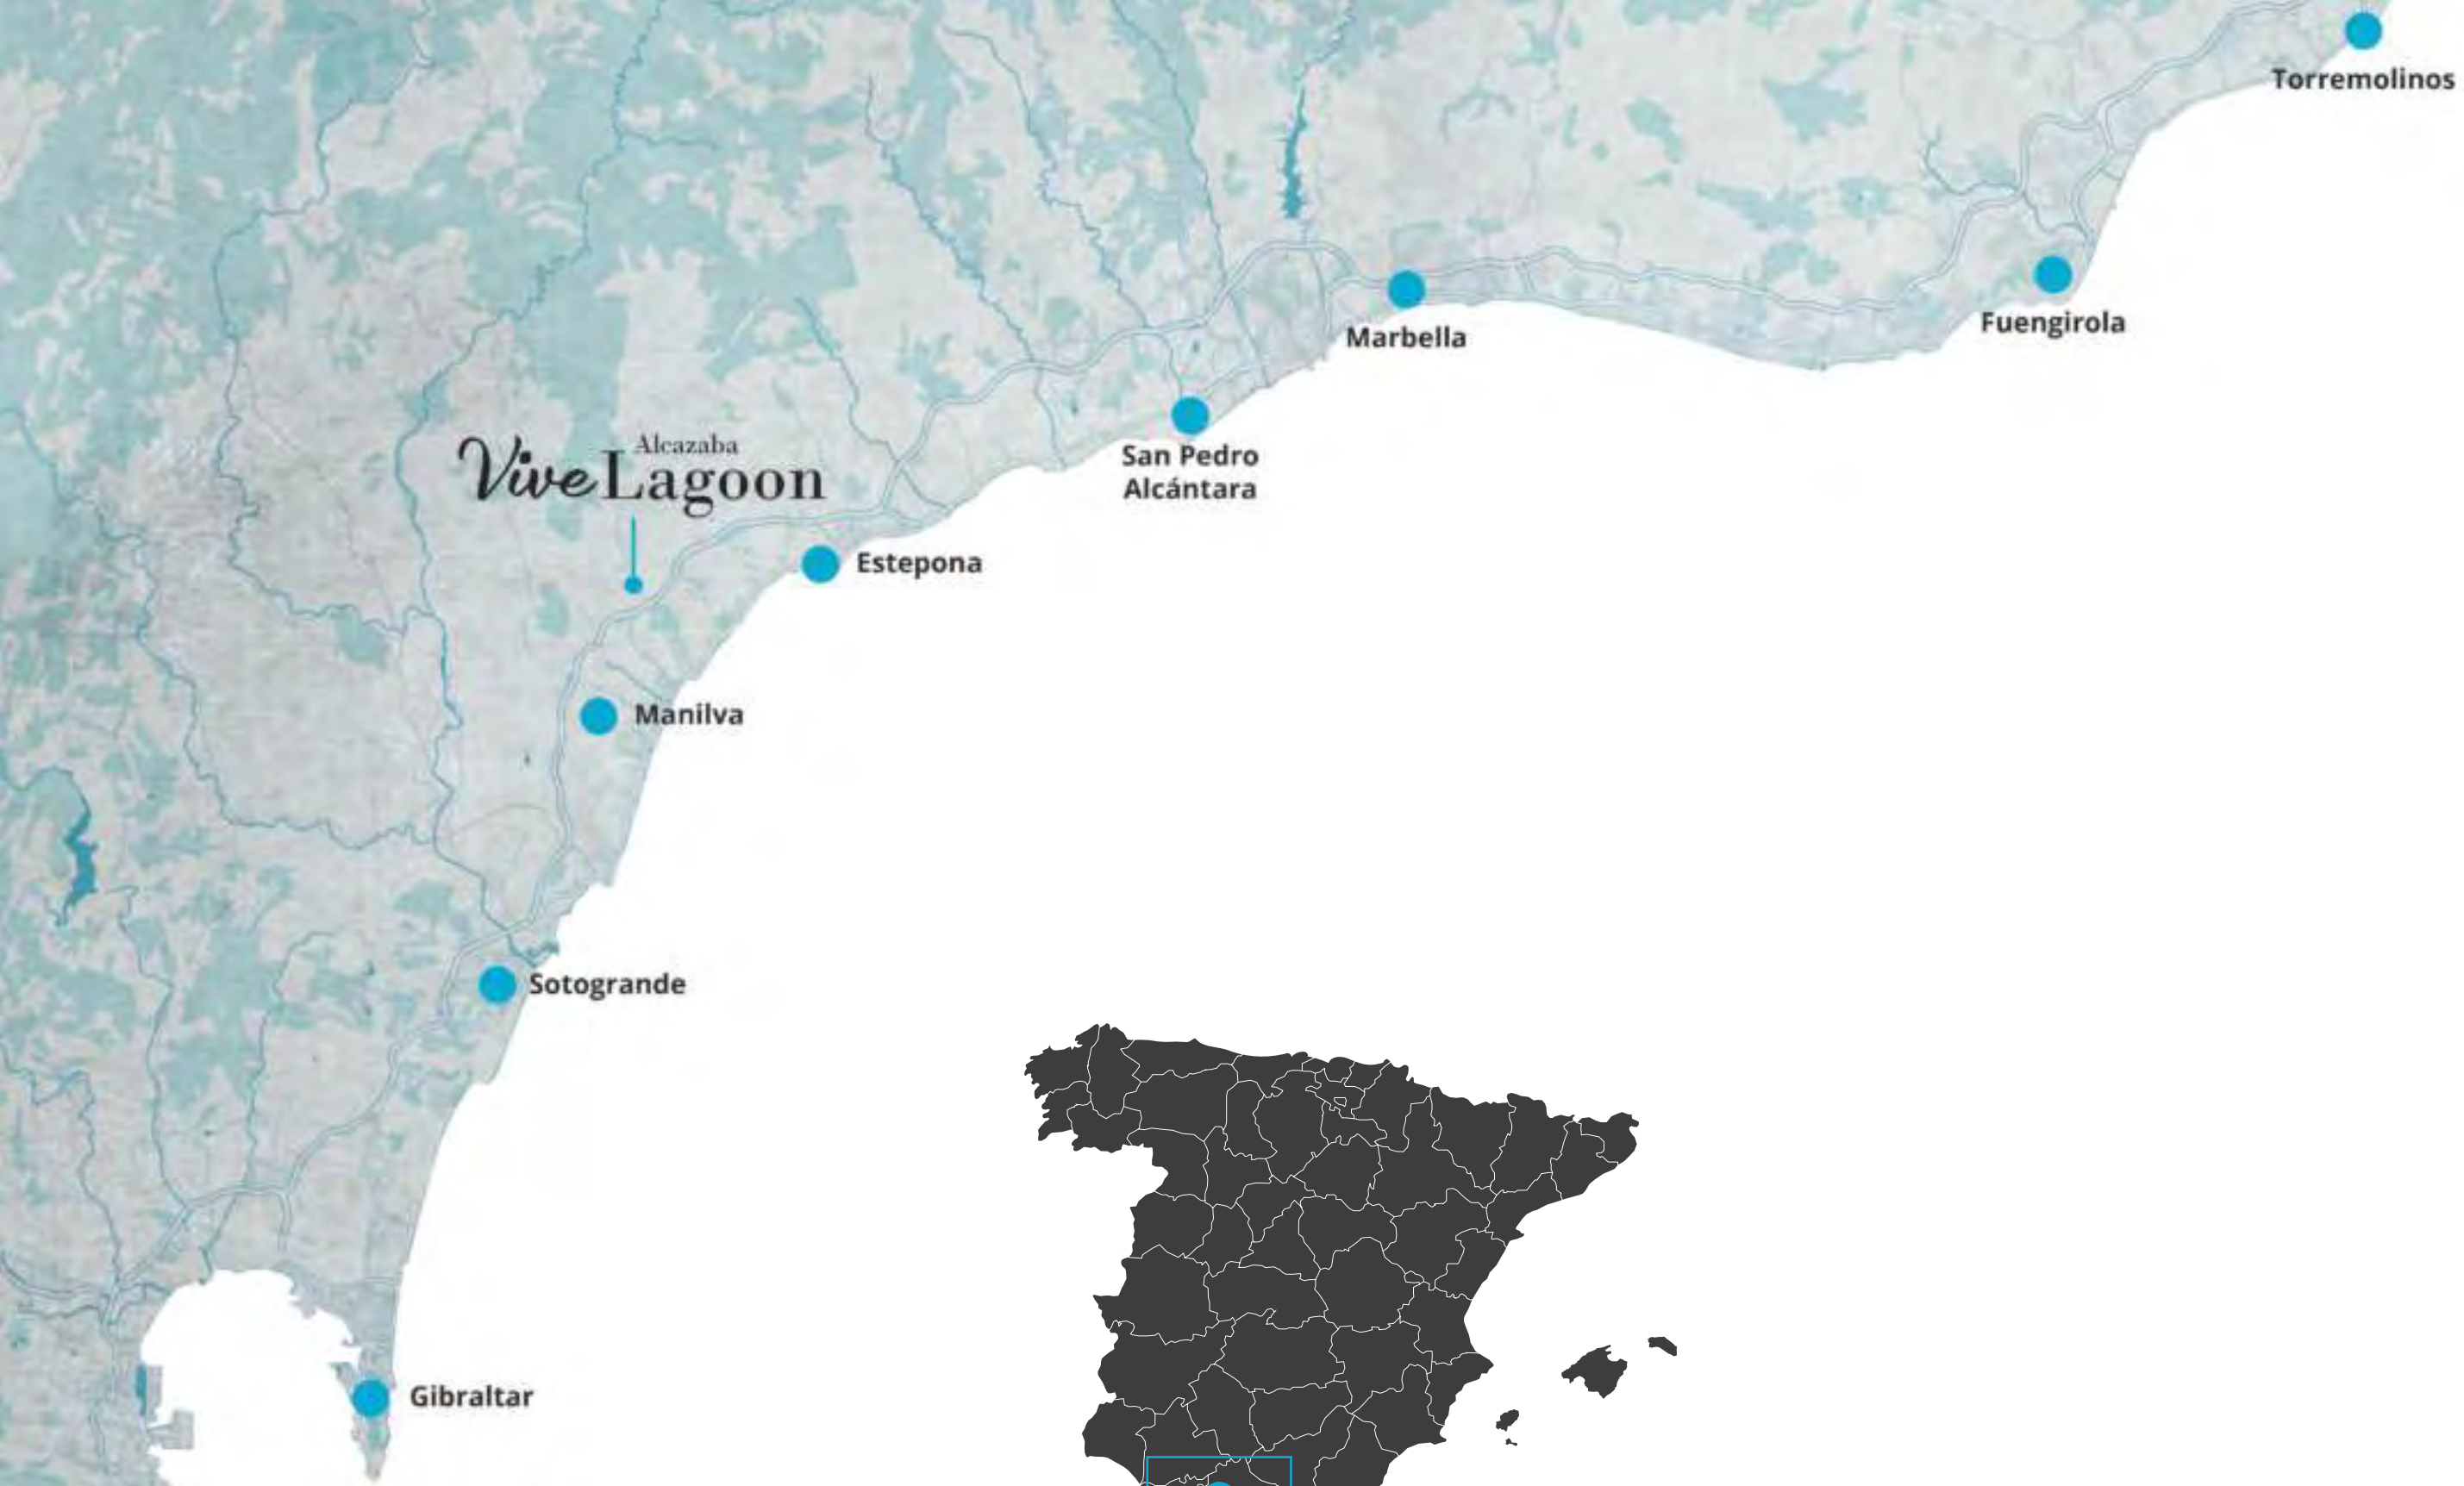 Torremolinos
Fuengirola
Marbella
San Pedro
Alcántara
Alcazaba
Vive Lagoon
Estepona
Manilva
Sotogrande
Gibraltar